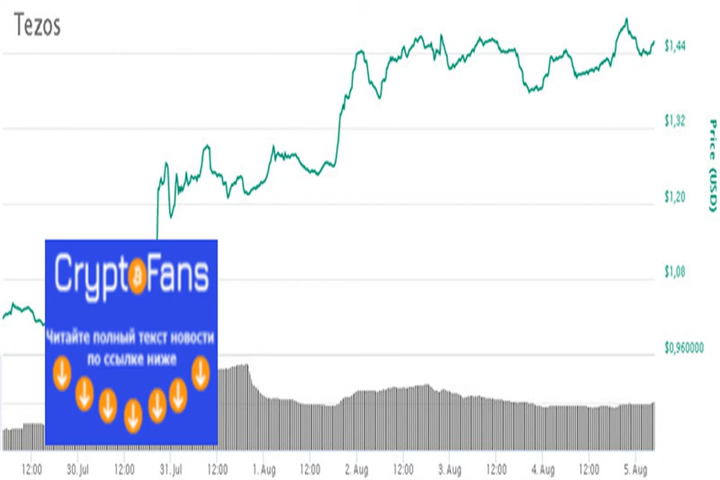 Tezos
$1,44
$1,32
$1,20
$1,08
$0,960000
Price (USD)
CryptoFans
Читайте полный текст новости
по ссылке ниже
12:00 30. Jul 12:00 31. Jul 12:00 1. Aug 12:00 2. Aug 12:00 3. Aug 12:00 4. Aug 12:00 5. Aug